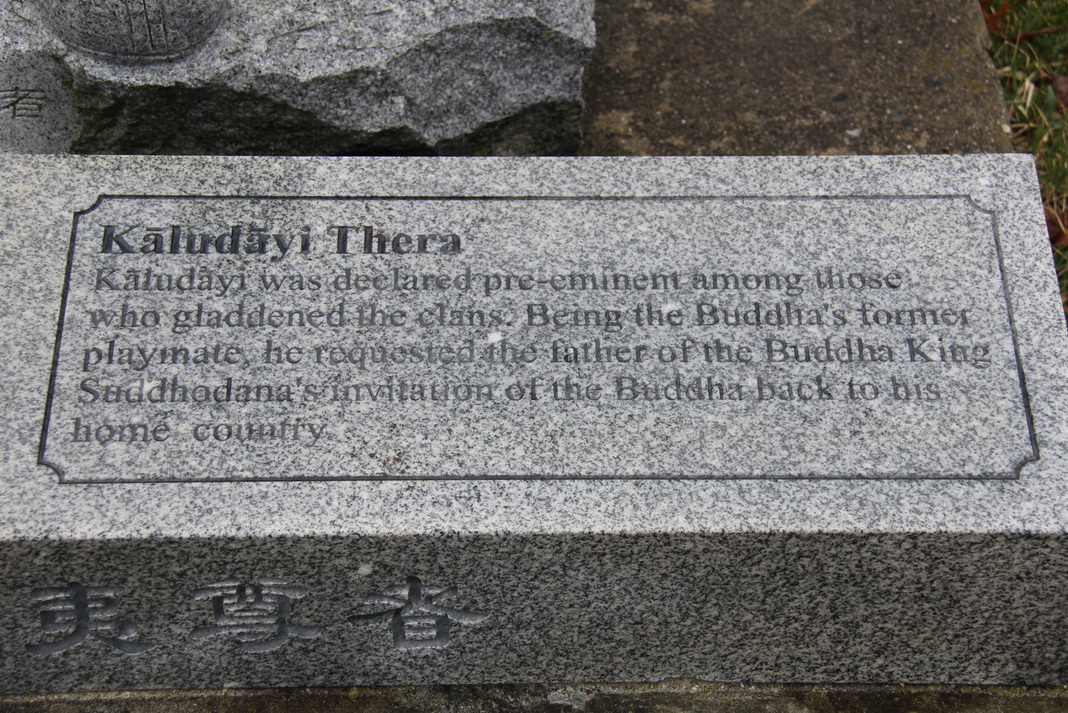 者
Kāludāyi Thera
Kāludāyi was declared pre-eminent among those
who gladdened the clans. Being the Buddha's former
playmate, he requested the father of the Buddha King
Suddhodana's invitation of the Buddha back to his
home country.
夷尊者